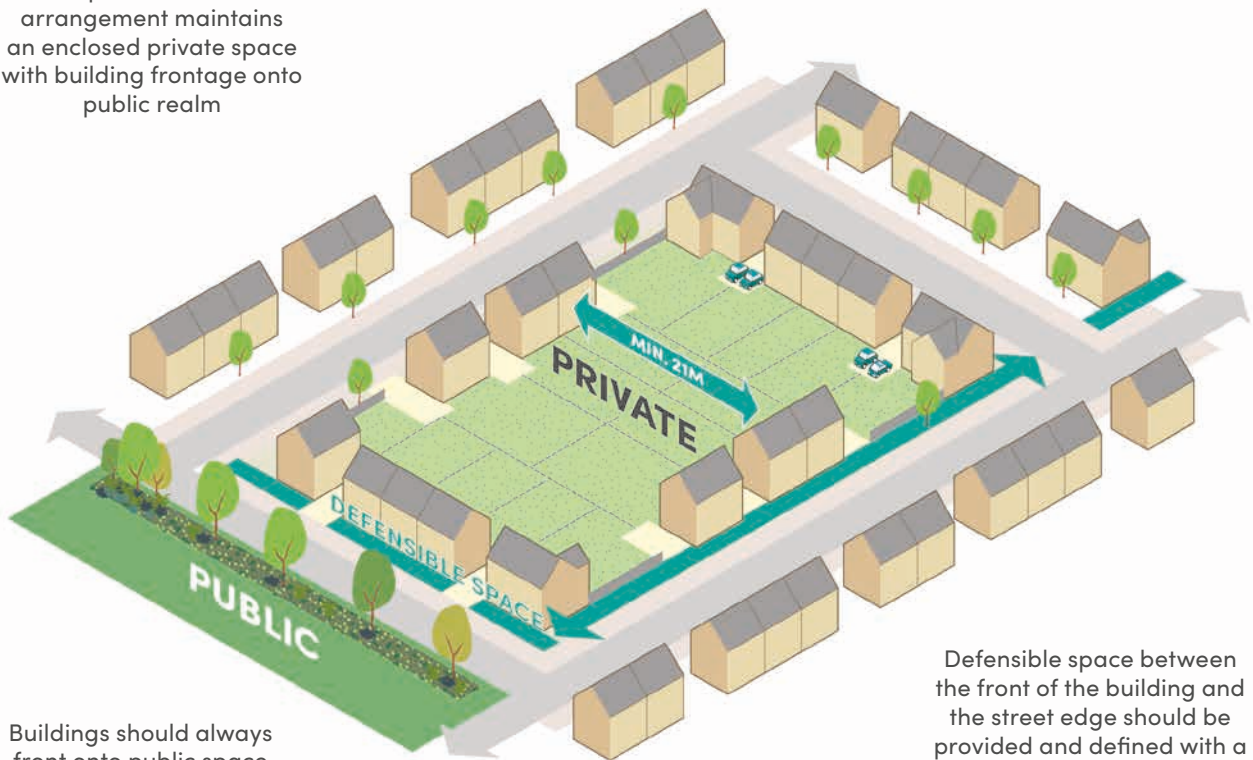 arrangement maintains
an enclosed private space
with building frontage onto
public realm
MIN. 21M
PRIVATE
DEFENSIBLE SPACE
PUBLIC
Buildings should always
front onto public space
Defensible space between
the front of the building and
the street edge should be
provided and defined with a